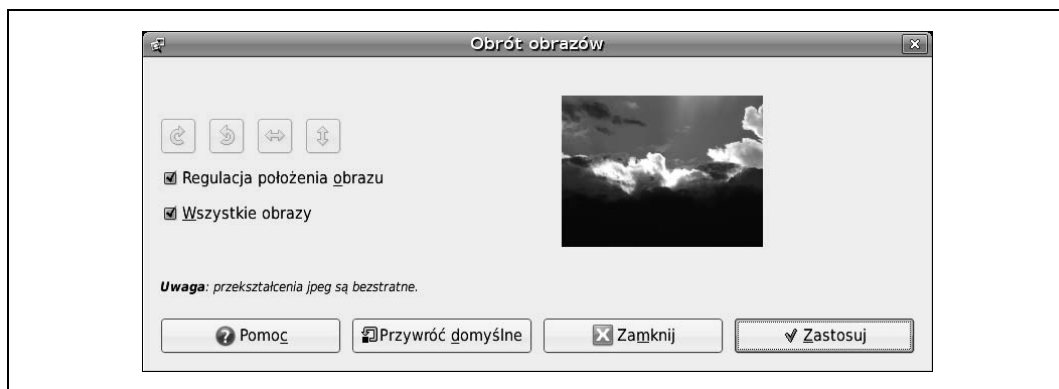 Obrót obrazów
Regulacja położenia obrazu
Wszystkie obrazy
Uwaga: przekształcenia jpeg są bezstratne.
Pomoc Przywróć domyślne Zamknij Zastosuj